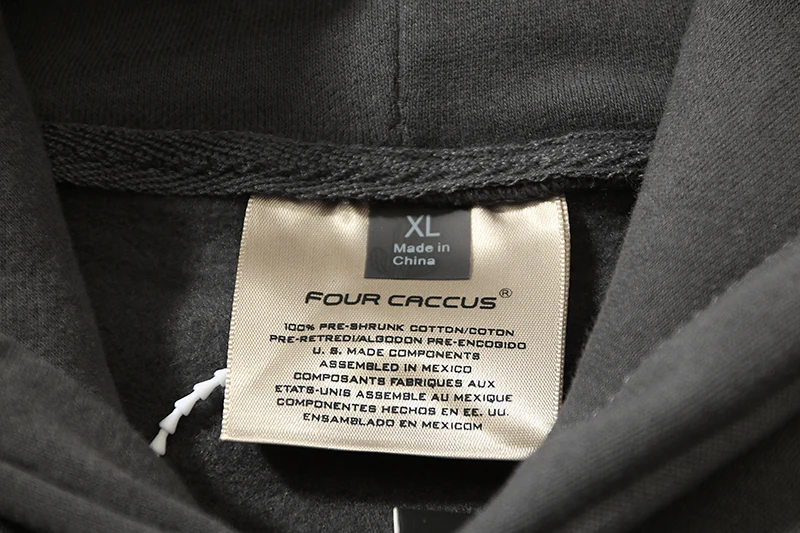 XL
Made in
China
FOUR CACCUS®
100% PRE-SHRUNK COTTON/COTON
PRE-RETREDI/ALGODON PRE-ENCOGIDO
U. S. MADE COMPONENTS
ASSEMBLED IN MEXICO
COMPOSANTS FABRIQUES AUX
ETATS-UNIS ASSEMBLE AU MEXIQUE
COMPONENTES HECHOS EN EE. UU.
ENSAMBLADO EN MEXICOM